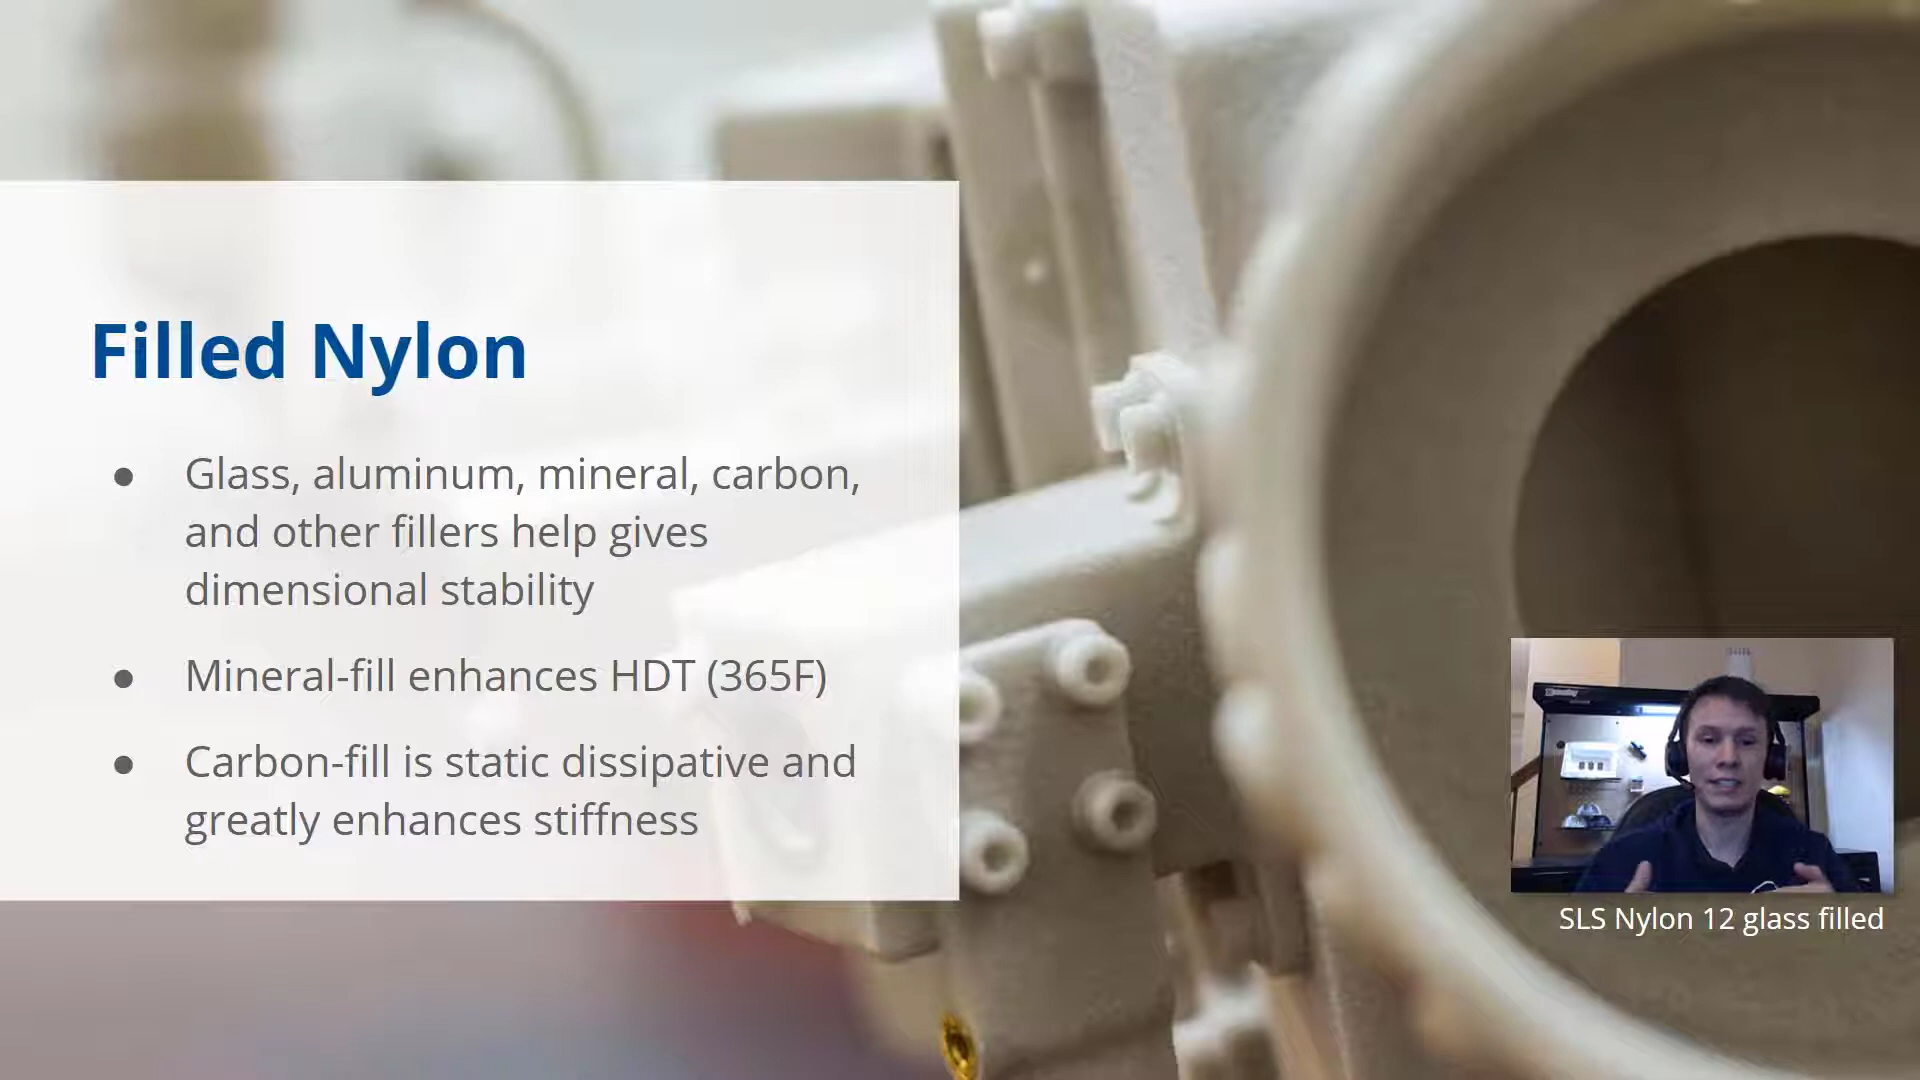 Filled Nylon
● Glass, aluminum, mineral, carbon,
and other fillers help gives
dimensional stability
● Mineral-fill enhances HDT (365F)
● Carbon-fill is static dissipative and
greatly enhances stiffness
SLS Nylon 12 glass filled